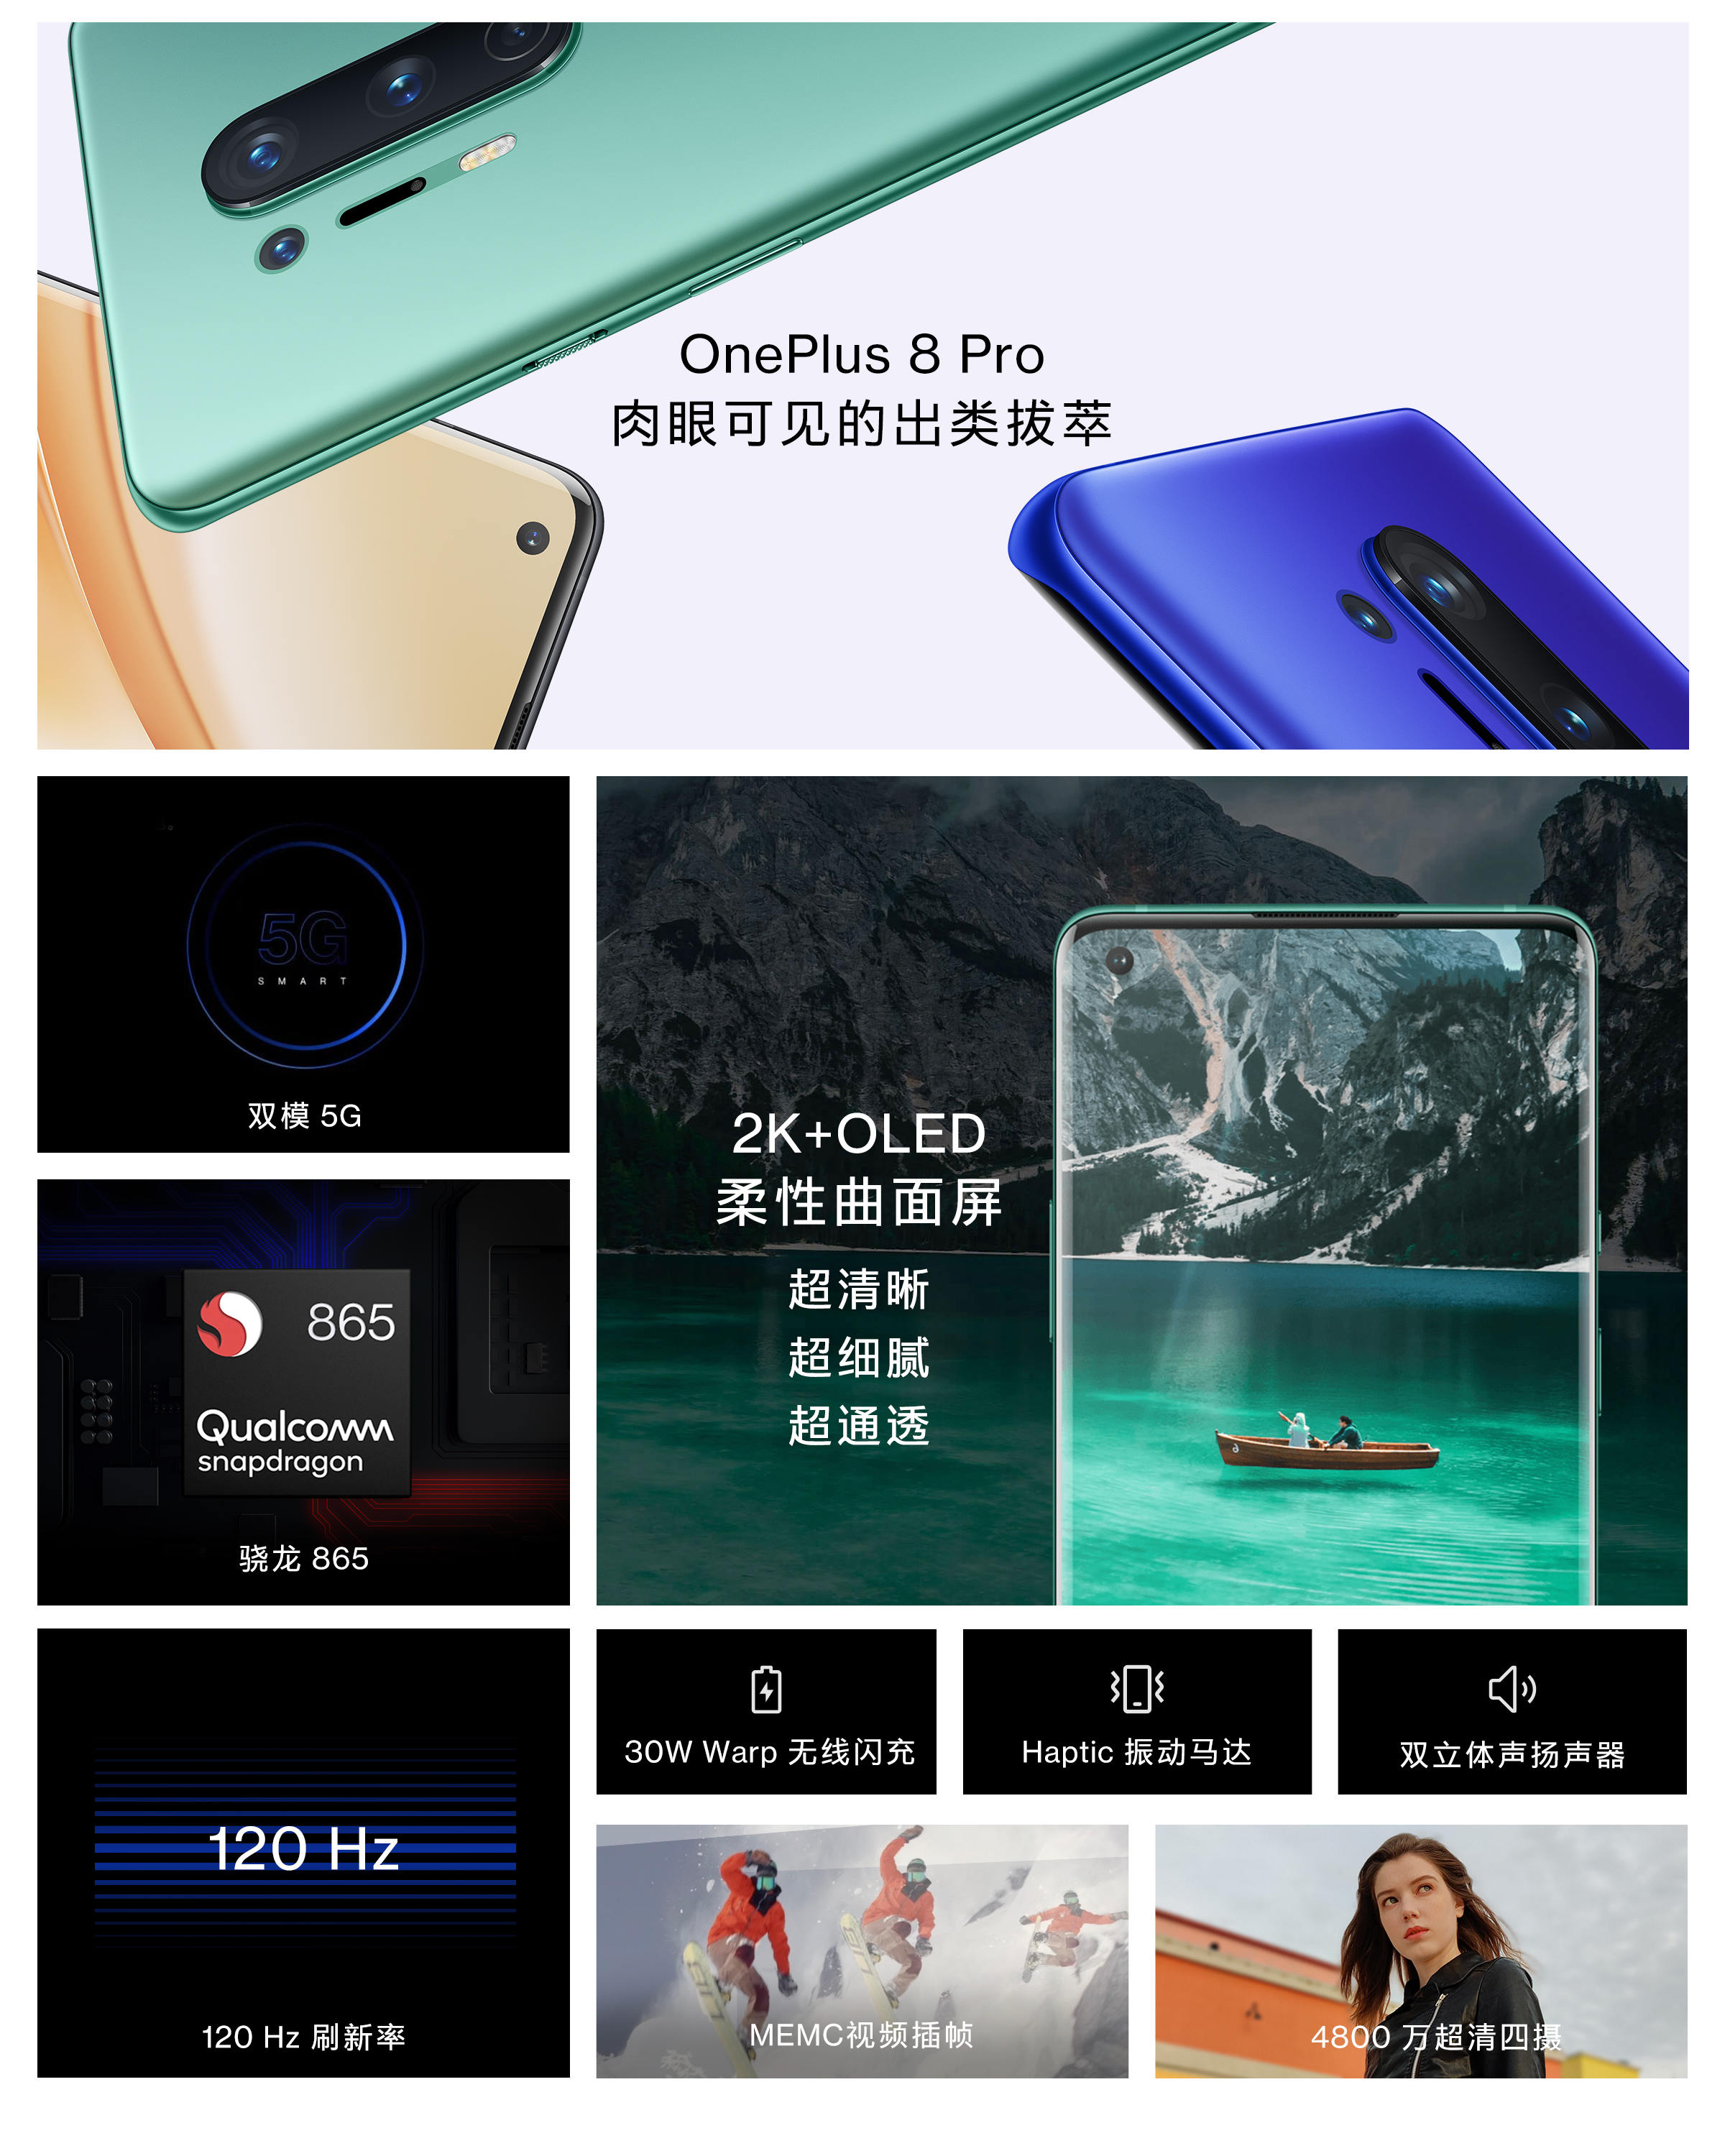 OnePlus 8 Pro
肉眼可见的出类拔萃
5G
SMART
双模 5G
2K+OLED
柔性曲面屏
超清晰
超细腻
超通透
865
Qualcomm
snapdragon
骁龙 865
120 Hz
120 Hz 刷新率
30W Warp 无线闪充
Haptic 振动马达
双立体声扬声器
MEMC视频插帧
4800 万超清四摄